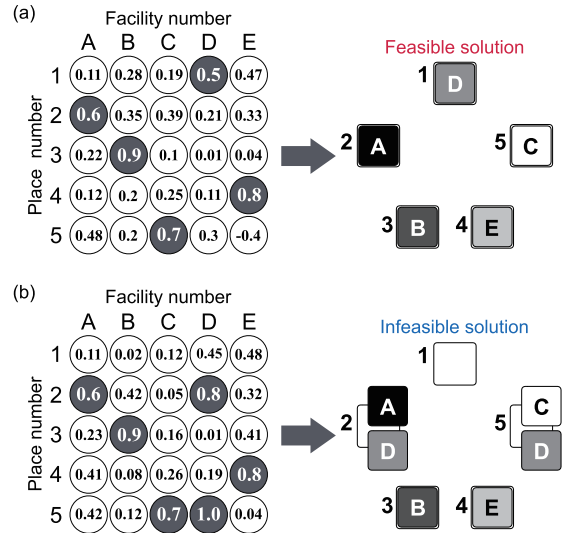 (a)
Facility number
A B C D E
Place number
1 0.11 0.28 0.19 0.5 0.47
2 0.6 0.35 0.39 0.21 0.33
3 0.22 0.9 0.1 0.01 0.04
4 0.12 0.2 0.25 0.11 0.8
5 0.48 0.2 0.7 0.3 -0.4
Feasible solution
1 D
2 A 5 C
3 B 4 E
(b)
Facility number
A B C D E
Place number
1 0.11 0.02 0.12 0.45 0.48
2 0.6 0.42 0.05 0.8 0.32
3 0.23 0.9 0.16 0.01 0.41
4 0.41 0.08 0.26 0.19 0.8
5 0.42 0.12 0.7 1.0 0.04
Infeasible solution
1
A C
2 5
D D
3 B 4 E